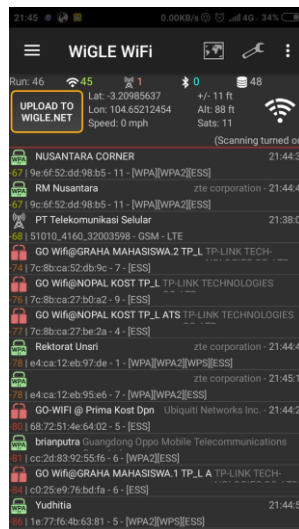 21:45 0.00KB/s 4G 34%
WiGLE WiFi
Run: 46 45 1 0 48
UPLOAD TO WIGLE.NET
Lat: -3.20985637 +/- 11 ft
Lon: 104.65212454 Alt: 88 ft
Speed: 0 mph Sats: 11
(Scanning turned o
NUSANTARA CORNER 21:44:
-67 | 9e:6f:52:dd:98:b5 - 11 - [WPA][WPA2][ESS]
RM Nusantara zte corporation - 21:44:4
-67 | 9c:6f:52:dd:98:b5 - 11 - [WPA][WPA2][ESS]
PT Telekomunikasi Selular 21:38:0
-68 | 51010_4160_32003598 - GSM - LTE
GO Wifi@GRAHA MAHASISWA.2 TP_L TP-LINK TECH-
-74 | 7c:8b:ca:52:db:9c - 7 - [ESS]
GO Wifi@NOPAL KOST TP_L TP-LINK TECHNOLOGIES
-76 | 7c:8b:ca:27:b0:a2 - 9 - [ESS]
GO Wifi@NOPAL KOST TP_L ATS TP-LINK TECHNOLOGIES
-77 | 7c:8b:ca:27:be:2a - 4 - [ESS]
Rektorat Unsri zte corporation - 21:44:4
-78 | e4:ca:12:eb:97:de - 1 - [WPA][WPA2][WPS][ESS]
zte corporation - 21:45:1
-78 | e4:ca:12:eb:95:e6 - 7 - [WPA][WPA2][ESS]
GO-WIFI @ Prima Kost Dpn Ubiquiti Networks Inc. - 21:44:2
-80 | 68:72:51:4e:64:02 - 5 - [ESS]
brianputra Guangdong Oppo Mobile Telecommunications
-81 | cc:2d:83:92:55:f6 - 6 - [WPA2][ESS]
GO Wifi@GRAHA MAHASISWA.1 TP_L A TP-LINK TECH-
-84 | c0:25:e9:76:bd:fa - 6 - [ESS]
Yudhitia 21:44:
-86 | 1e:77:f6:4b:63:81 - 5 - [WPA2][WPS][ESS]